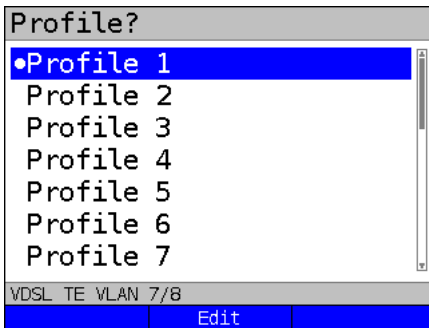 Profile?
●Profile 1
Profile 2
Profile 3
Profile 4
Profile 5
Profile 6
Profile 7
VDSL TE VLAN 7/8
Edit